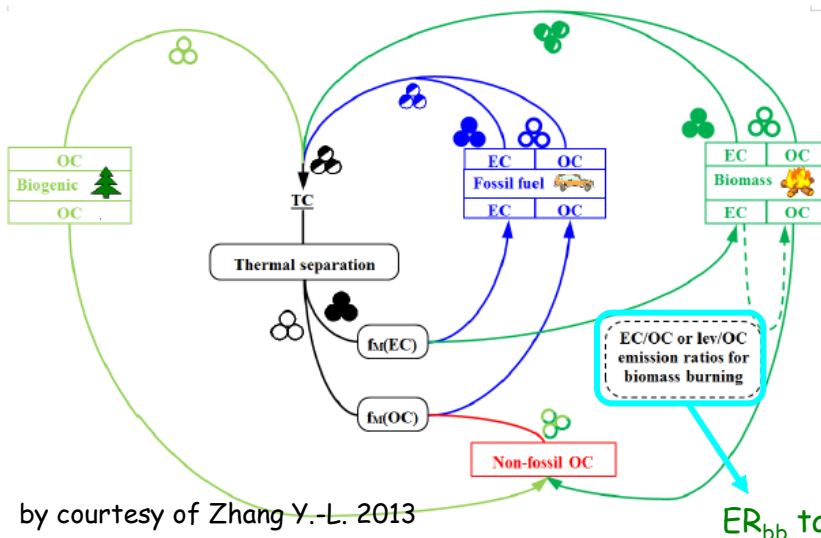 OC
Biogenic
OC
TC
Thermal separation
fM(EC)
fM(OC)
EC OC
Fossil fuel
EC OC
EC OC
Biomass
EC OC
EC/OC or lev/OC
emission ratios for
biomass burning
Non-fossil OC
by courtesy of Zhang Y.-L. 2013
ERbb to